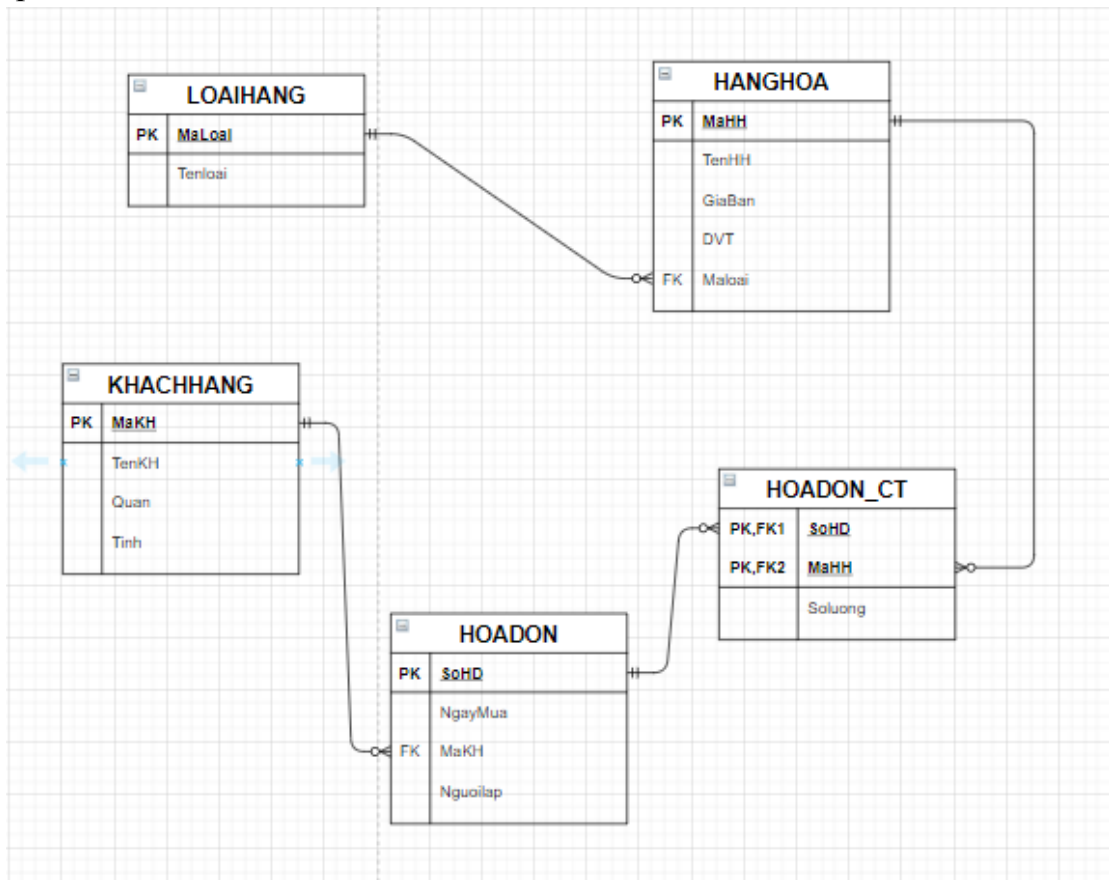 LOAIHANG
PK MaLoai
Tenloai
HANGHOA
PK MaHH
TenHH
GiaBan
DVT
FK Maloai
KHACHHANG
PK MaKH
TenKH
Quan
Tinh
HOADON_CT
PK,FK1 SoHD
PK,FK2 MaHH
Soluong
HOADON
PK SoHD
NgayMua
FK MaKH
Nguoilap